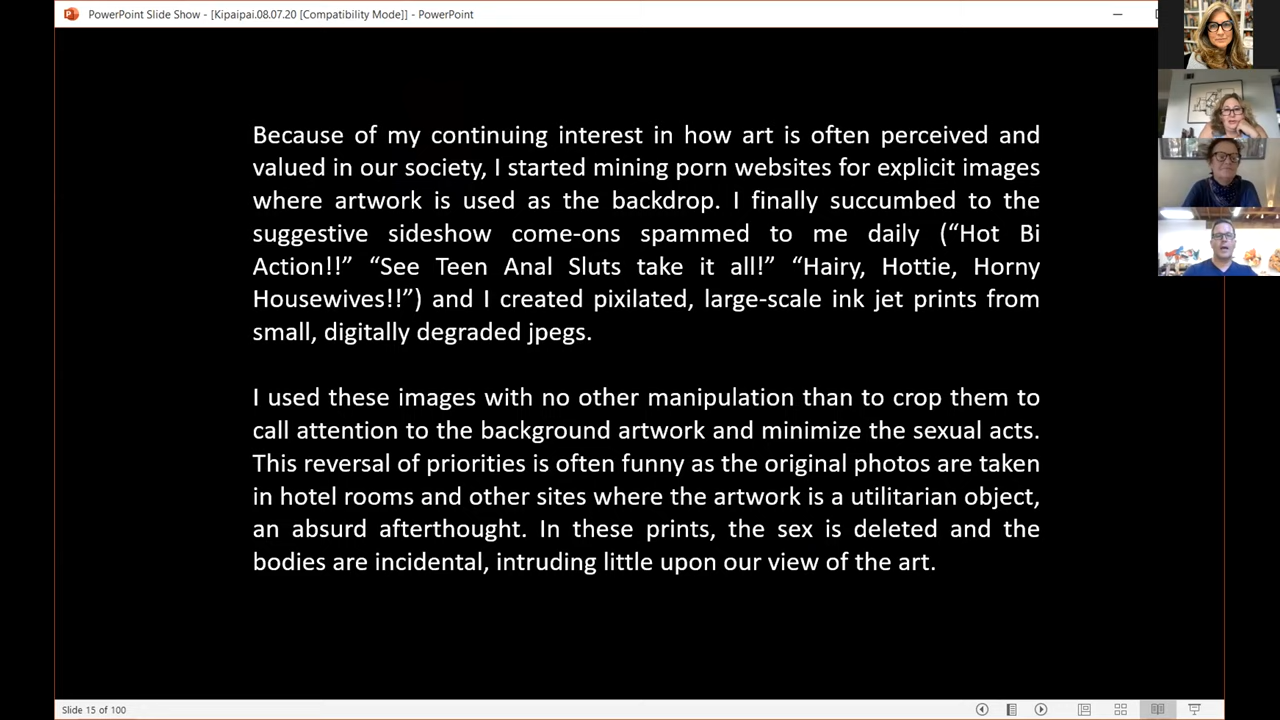 PowerPoint Slide Show - [Kipaipai.08.07.20 [Compatibility Mode]] - PowerPoint
Because of my continuing interest in how art is often perceived and
valued in our society, I started mining porn websites for explicit images
where artwork is used as the backdrop. I finally succumbed to the
suggestive sideshow come-ons spammed to me daily (“Hot Bi
Action!!” “See Teen Anal Sluts take it all!” “Hairy, Hottie, Horny
Housewives!!”) and I created pixilated, large-scale ink jet prints from
small, digitally degraded jpegs.
I used these images with no other manipulation than to crop them to
call attention to the background artwork and minimize the sexual acts.
This reversal of priorities is often funny as the original photos are taken
in hotel rooms and other sites where the artwork is a utilitarian object,
an absurd afterthought. In these prints, the sex is deleted and the
bodies are incidental, intruding little upon our view of the art.
Slide 15 of 100